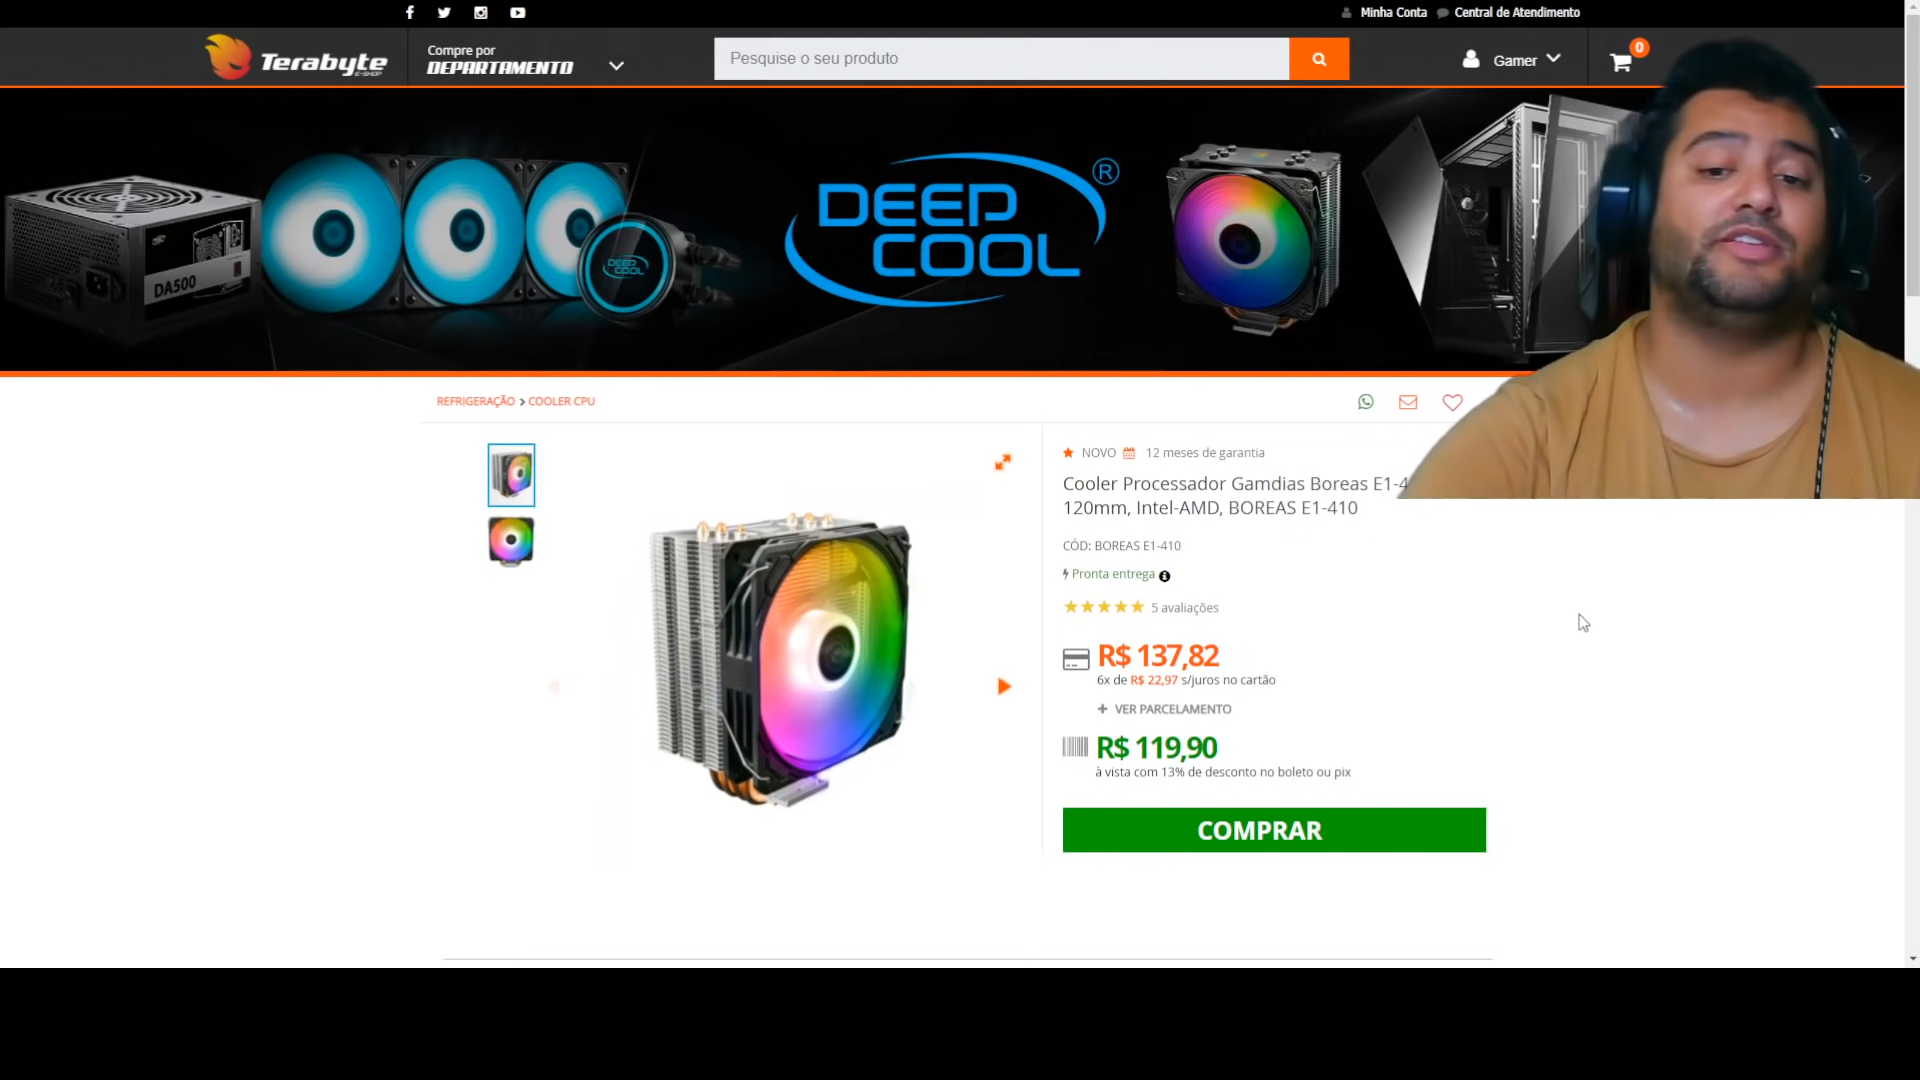 Minha Conta
Central de Atendimento
Terabyte
E-SHOP
Compre por
DEPARTAMENTO
Pesquise o seu produto
Gamer
0
DEEP
COOL
®
DA500
DEEPCOOL
REFRIGERAÇÃO > COOLER CPU
NOVO 12 meses de garantia
Cooler Processador Gamdias Boreas E1-4
120mm, Intel-AMD, BOREAS E1-410
CÓD: BOREAS E1-410
Pronta entrega
5 avaliações
R$ 137,82
6x de R$ 22,97 s/juros no cartão
+ VER PARCELAMENTO
R$ 119,90
à vista com 13% de desconto no boleto ou pix
COMPRAR